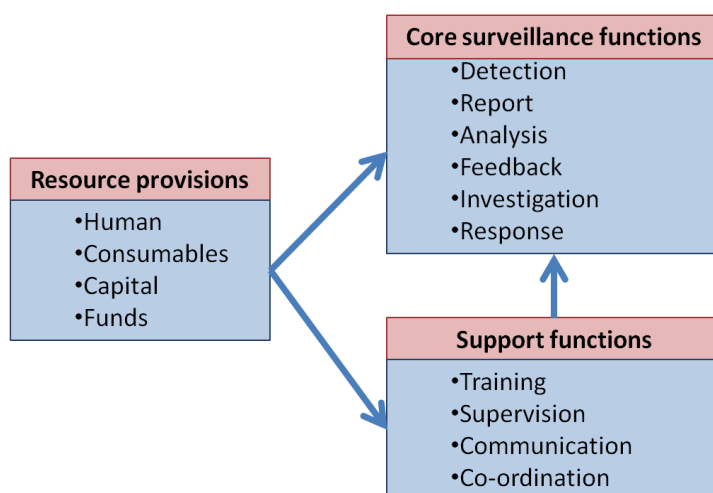 Core surveillance functions
•Detection
•Report
•Analysis
•Feedback
•Investigation
•Response
Resource provisions
•Human
•Consumables
•Capital
•Funds
Support functions
•Training
•Supervision
•Communication
•Co-ordination